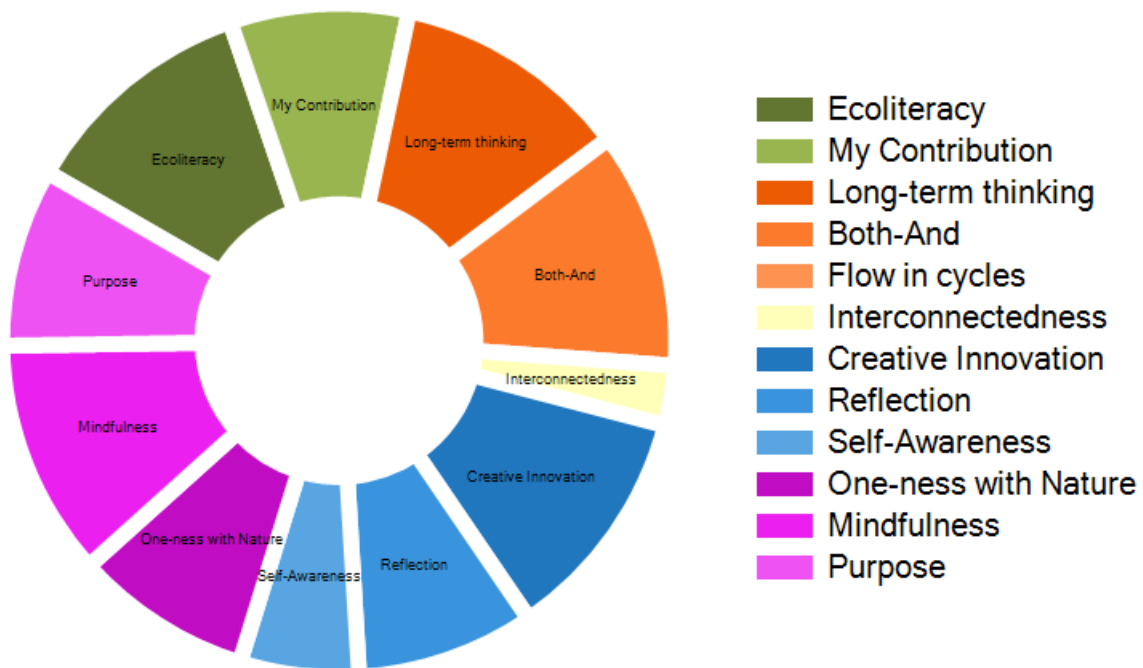 My Contribution
Long-term thinking
Ecoliteracy
Both-And
Purpose
Interconnectedness
Mindfulness
Creative Innovation
One-ness with Nature
Reflection
Self-Awareness
Ecoliteracy
My Contribution
Long-term thinking
Both-And
Flow in cycles
Interconnectedness
Creative Innovation
Reflection
Self-Awareness
One-ness with Nature
Mindfulness
Purpose